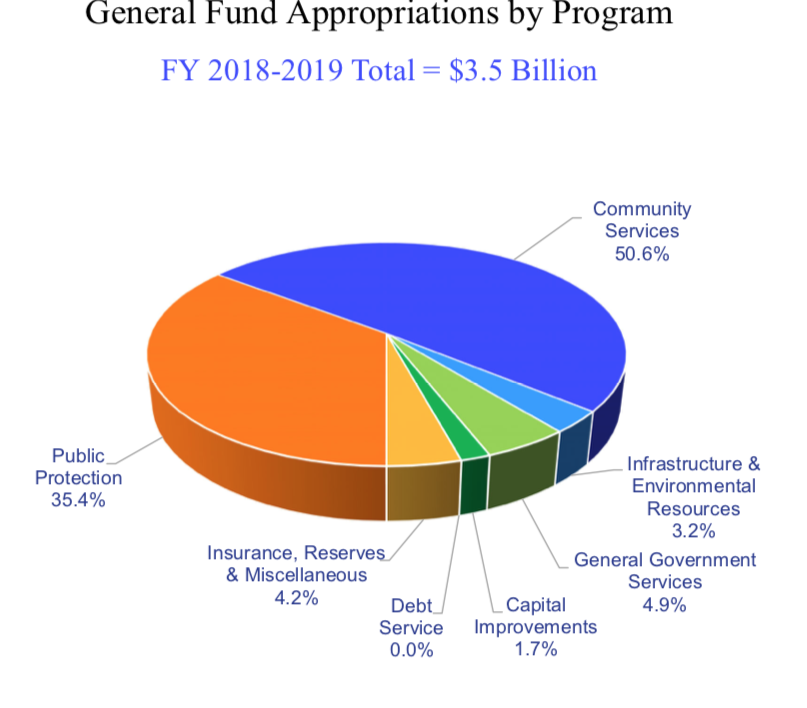 General Fund Appropriations by Program
FY 2018-2019 Total = $3.5 Billion
Community
Services
50.6%
Public
Protection
35.4%
Infrastructure &
Environmental
Resources
3.2%
Insurance, Reserves
& Miscellaneous
4.2%
General Government
Services
4.9%
Debt
Service
0.0%
Capital
Improvements
1.7%